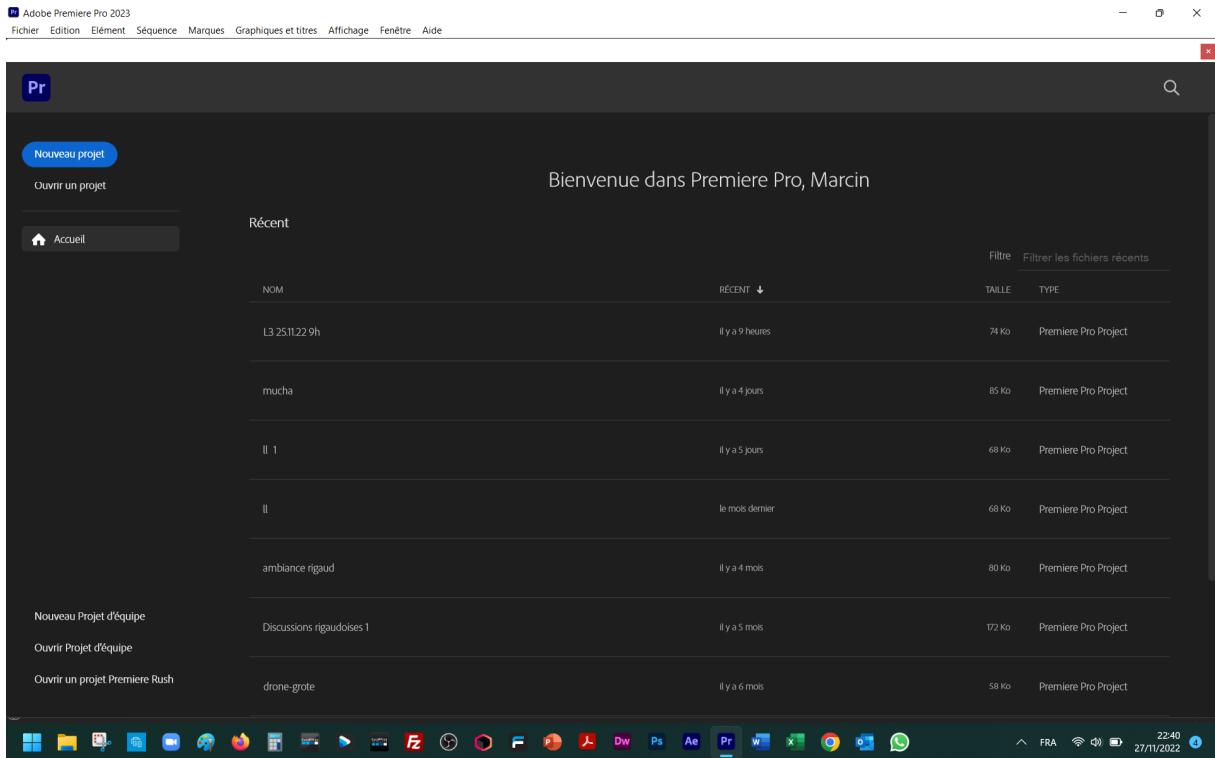 Adobe Premiere Pro 2023
Fichier Edition Elément Séquence Marques Graphiques et titres Affichage Fenêtre Aide
Pr
Nouveau projet
Ouvrir un projet
Accueil
Bienvenue dans Premiere Pro, Marcin
Récent
Filtre Filtrer les fichiers récents
NOM RÉCENT TAILLE TYPE
L3 25.11.22 9h il y a 9 heures 74 Ko Premiere Pro Project
mucha il y a 4 jours 85 Ko Premiere Pro Project
ll 1 il y a 5 jours 68 Ko Premiere Pro Project
ll le mois dernier 68 Ko Premiere Pro Project
ambiance rigaud il y a 4 mois 80 Ko Premiere Pro Project
Discussions rigaudoises 1 il y a 5 mois 172 Ko Premiere Pro Project
drone-grote il y a 6 mois 58 Ko Premiere Pro Project
Nouveau Projet d'équipe
Ouvrir Projet d'équipe
Ouvrir un projet Premiere Rush
Fz Dw Ps Ae Pr FRA 22:40
27/11/2022 4